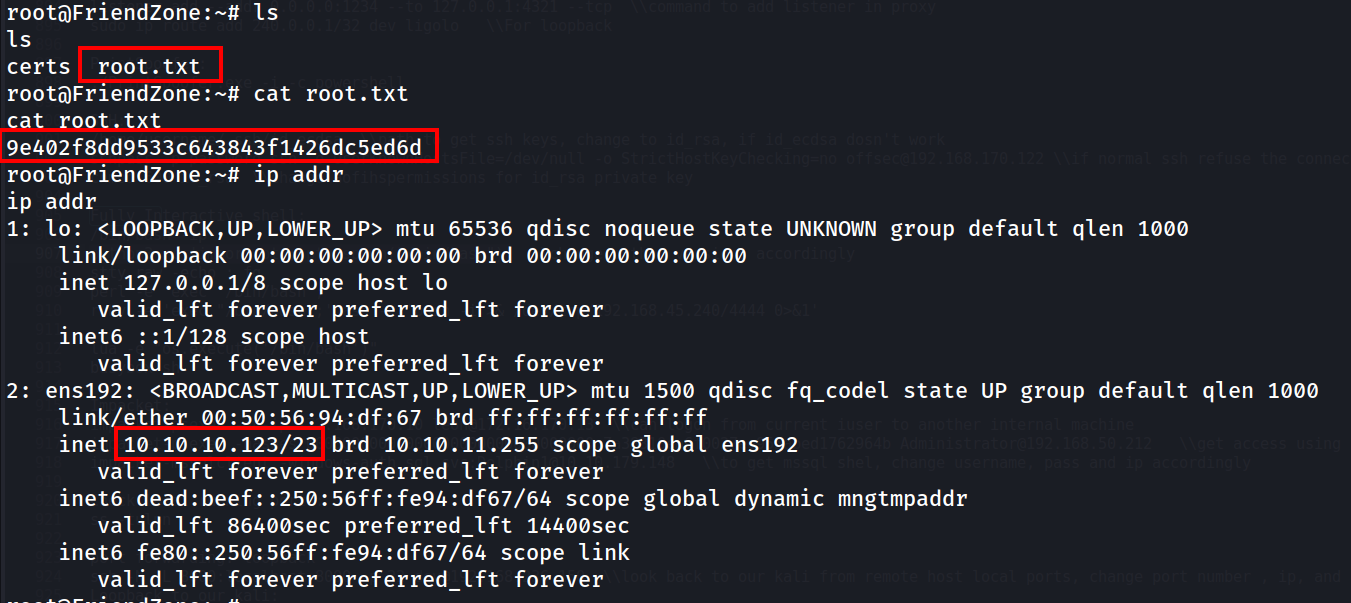 root@FriendZone:~# ls
ls
certs  root.txt
root@FriendZone:~# cat root.txt
cat root.txt
9e402f8dd9533c643843f1426dc5ed6d
root@FriendZone:~# ip addr
ip addr
1: lo: <LOOPBACK,UP,LOWER_UP> mtu 65536 qdisc noqueue state UNKNOWN group default qlen 1000
    link/loopback 00:00:00:00:00:00 brd 00:00:00:00:00:00
    inet 127.0.0.1/8 scope host lo
       valid_lft forever preferred_lft forever
    inet6 ::1/128 scope host
       valid_lft forever preferred_lft forever
2: ens192: <BROADCAST,MULTICAST,UP,LOWER_UP> mtu 1500 qdisc fq_codel state UP group default qlen 1000
    link/ether 00:50:56:94:df:67 brd ff:ff:ff:ff:ff:ff
    inet 10.10.10.123/23 brd 10.10.11.255 scope global ens192
       valid_lft forever preferred_lft forever
    inet6 dead:beef::250:56ff:fe94:df67/64 scope global dynamic mngtmpaddr
       valid_lft 86400sec preferred_lft 14400sec
    inet6 fe80::250:56ff:fe94:df67/64 scope link
       valid_lft forever preferred_lft forever
root@FriendZone:~#